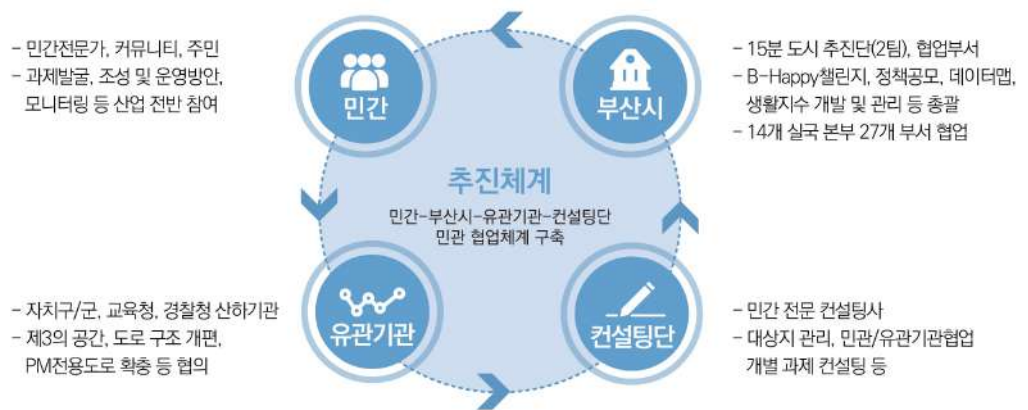 - 민간전문가, 커뮤니티, 주민
- 과제발굴, 조성 및 운영방안,
모니터링 등 산업 전반 참여
민간
부산시
- 15분 도시 추진단(2팀), 협업부서
- B-Happy챌린지, 정책공모, 데이터맵,
생활지수 개발 및 관리 등 총괄
- 14개 실국 본부 27개 부서 협업
추진체계
민간-부산시-유관기관-컨설팅단
민관 협업체계 구축
- 자치구/군, 교육청, 경찰청 산하기관
- 제3의 공간, 도로 구조 개편,
PM전용도로 확충 등 협의
유관기관
컨설팅단
- 민간 전문 컨설팅사
- 대상지 관리, 민관/유관기관협업
개별 과제 컨설팅 등